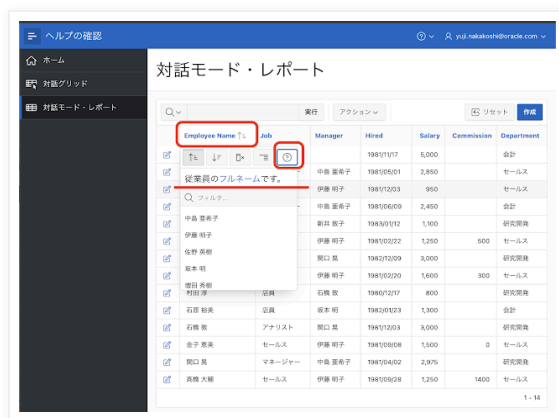 ヘルプの確認
yuji.nakakoshi@oracle.com
ホーム
対話グリッド
対話モード・レポート
対話モード・レポート
実行 アクション リセット 作成
Employee Name Job Manager Hired Salary Commission Department
1981/11/17 5,000 会計
中島 亜希子 1981/05/01 2,850 セールス
従業員のフルネームです。
伊藤 明子 1981/12/03 950 セールス
フィルタ...
中島 亜希子 1981/06/09 2,450 会計
中島 亜希子
新井 敦子 1983/01/12 1,100 研究開発
伊藤 明子
伊藤 明子 1981/02/22 1,250 500 セールス
佐野 英樹
関口 晃 1982/12/09 3,000 研究開発
坂本 明
伊藤 明子 1981/02/20 1,600 300 セールス
増田 秀樹
村田 淳 店員 石橋 敦 1980/12/17 800 研究開発
石原 裕美 店員 坂本 明 1982/01/23 1,300 会計
石橋 敦 アナリスト 関口 晃 1981/12/03 3,000 研究開発
金子 恵美 セールス 伊藤 明子 1981/09/08 1,500 0 セールス
関口 晃 マネージャー 中島 亜希子 1981/04/02 2,975 研究開発
高橋 大輔 セールス 伊藤 明子 1981/09/28 1,250 1400 セールス
1 - 14